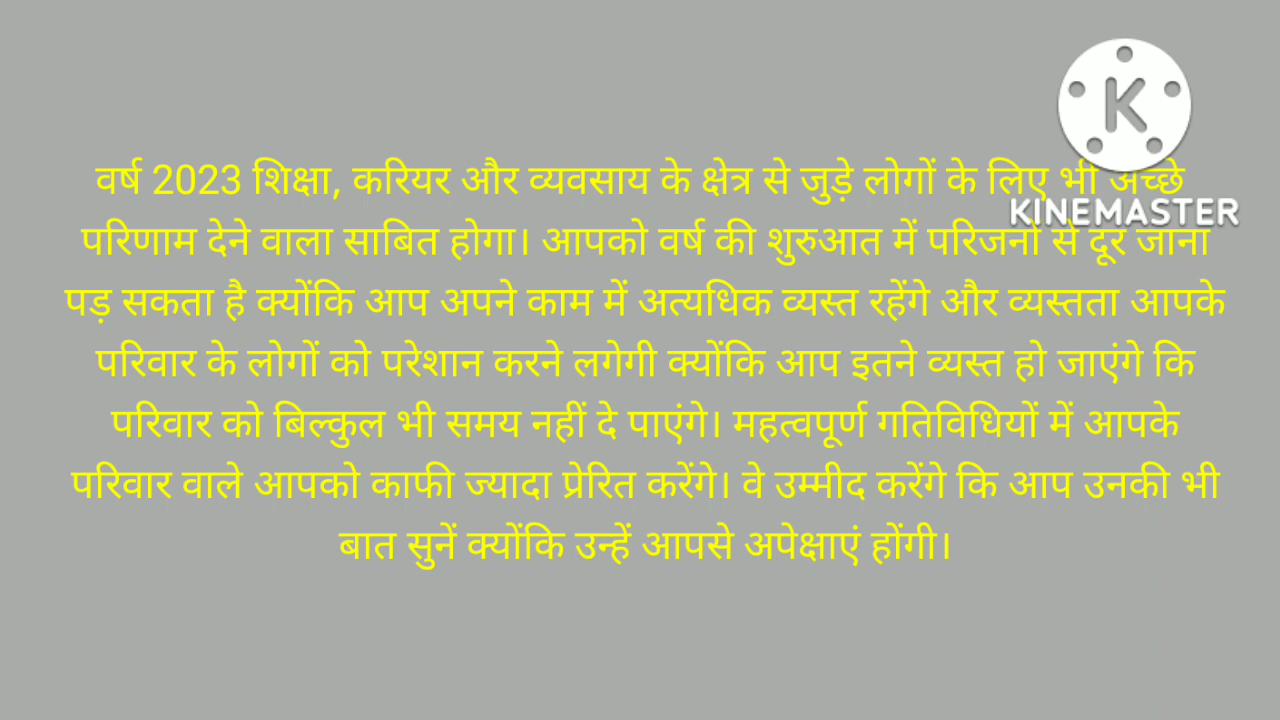 वर्ष 2023 शिक्षा, करियर और व्यवसाय के क्षेत्र से जुड़े लोगों के लिए भी अच्छे
परिणाम देने वाला साबित होगा। आपको वर्ष की शुरुआत में परिजनों से दूर जाना
पड़ सकता है क्योंकि आप अपने काम में अत्यधिक व्यस्त रहेंगे और व्यस्तता आपके
परिवार के लोगों को परेशान करने लगेगी क्योंकि आप इतने व्यस्त हो जाएंगे कि
परिवार को बिल्कुल भी समय नहीं दे पाएंगे। महत्वपूर्ण गतिविधियों में आपके
परिवार वाले आपको काफी ज्यादा प्रेरित करेंगे। वे उम्मीद करेंगे कि आप उनकी भी
बात सुनें क्योंकि उन्हें आपसे अपेक्षाएं होंगी।
K
KINEMASTER